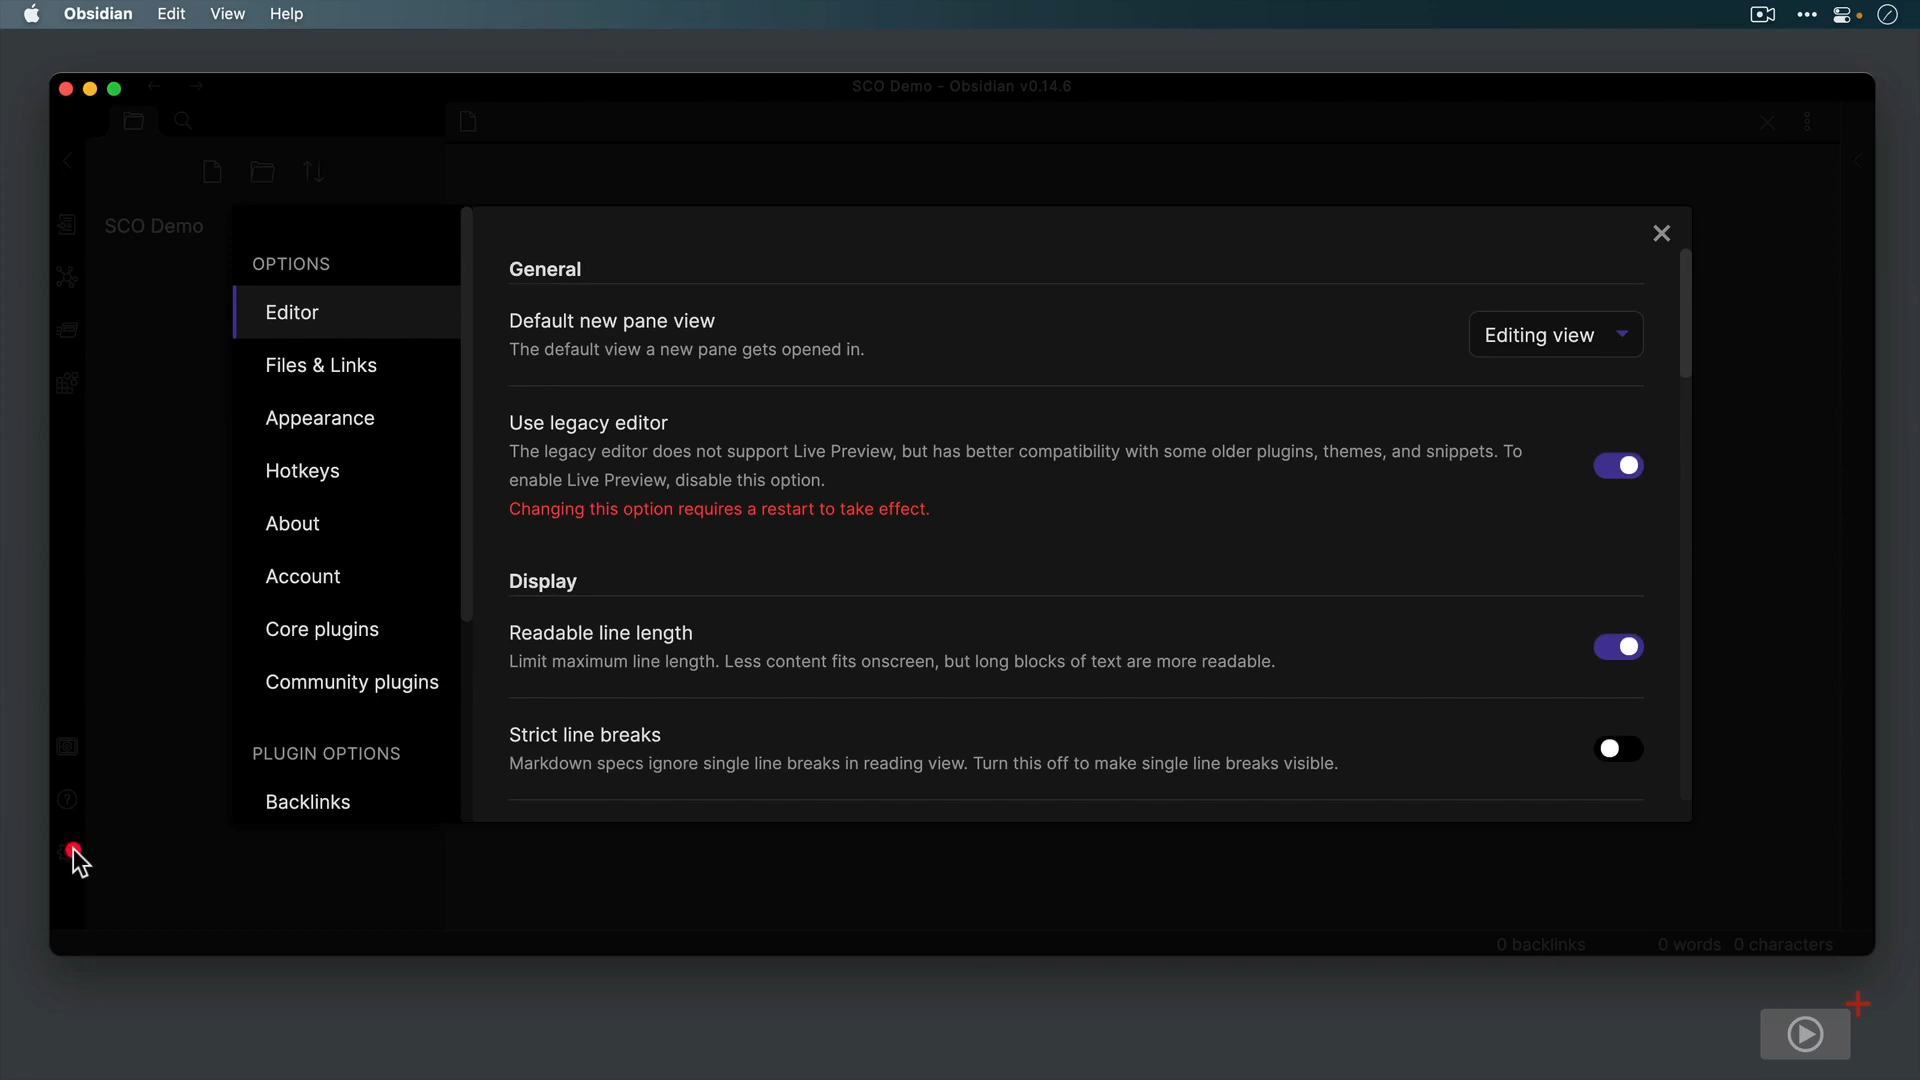 Obsidian Edit View Help
SCO Demo - Obsidian v0.14.6
SCO Demo
OPTIONS
Editor
Files & Links
Appearance
Hotkeys
About
Account
Core plugins
Community plugins
PLUGIN OPTIONS
Backlinks
General
Default new pane view
The default view a new pane gets opened in.
Editing view
Use legacy editor
The legacy editor does not support Live Preview, but has better compatibility with some older plugins, themes, and snippets. To
enable Live Preview, disable this option.
Changing this option requires a restart to take effect.
Display
Readable line length
Limit maximum line length. Less content fits onscreen, but long blocks of text are more readable.
Strict line breaks
Markdown specs ignore single line breaks in reading view. Turn this off to make single line breaks visible.
0 backlinks 0 words 0 characters